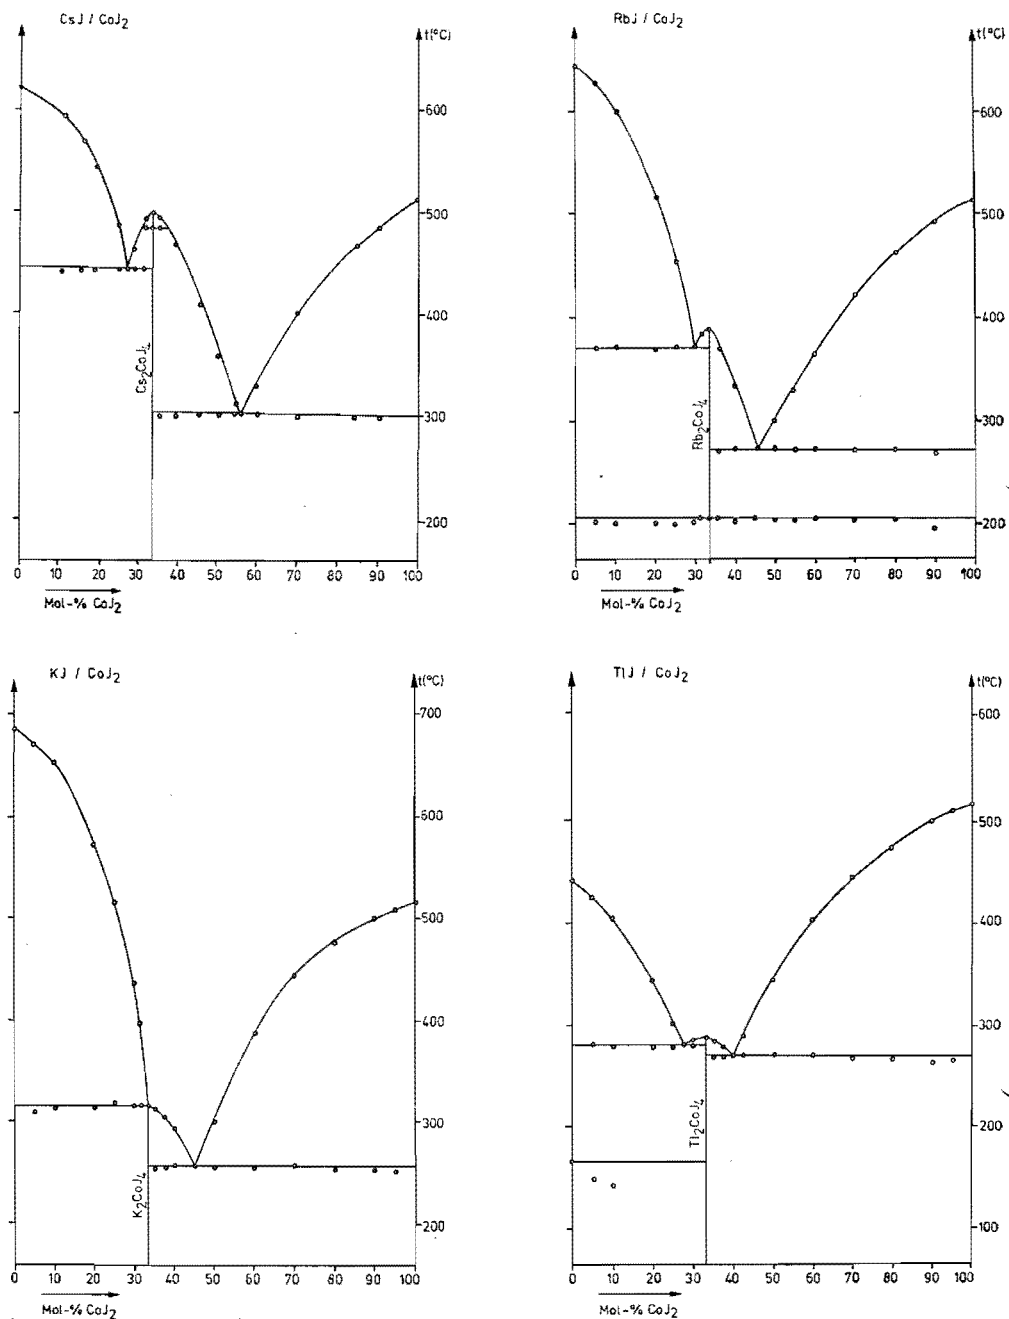 CsJ / CoJ₂
t(°C)
600
500
400
300
200
Cs₂CoJ₄
0 10 20 30 40 50 60 70 80 90 100
Mol-% CoJ₂
RbJ / CoJ₂
t(°C)
600
500
400
300
200
Rb₂CoJ₄
0 10 20 30 40 50 60 70 80 90 100
Mol-% CoJ₂
KJ / CoJ₂
t(°C)
700
600
500
400
300
200
K₂CoJ₄
0 10 20 30 40 50 60 70 80 90 100
Mol-% CoJ₂
TlJ / CoJ₂
t(°C)
600
500
400
300
200
100
Tl₂CoJ₄
0 10 20 30 40 50 60 70 80 90 100
Mol-% CoJ₂